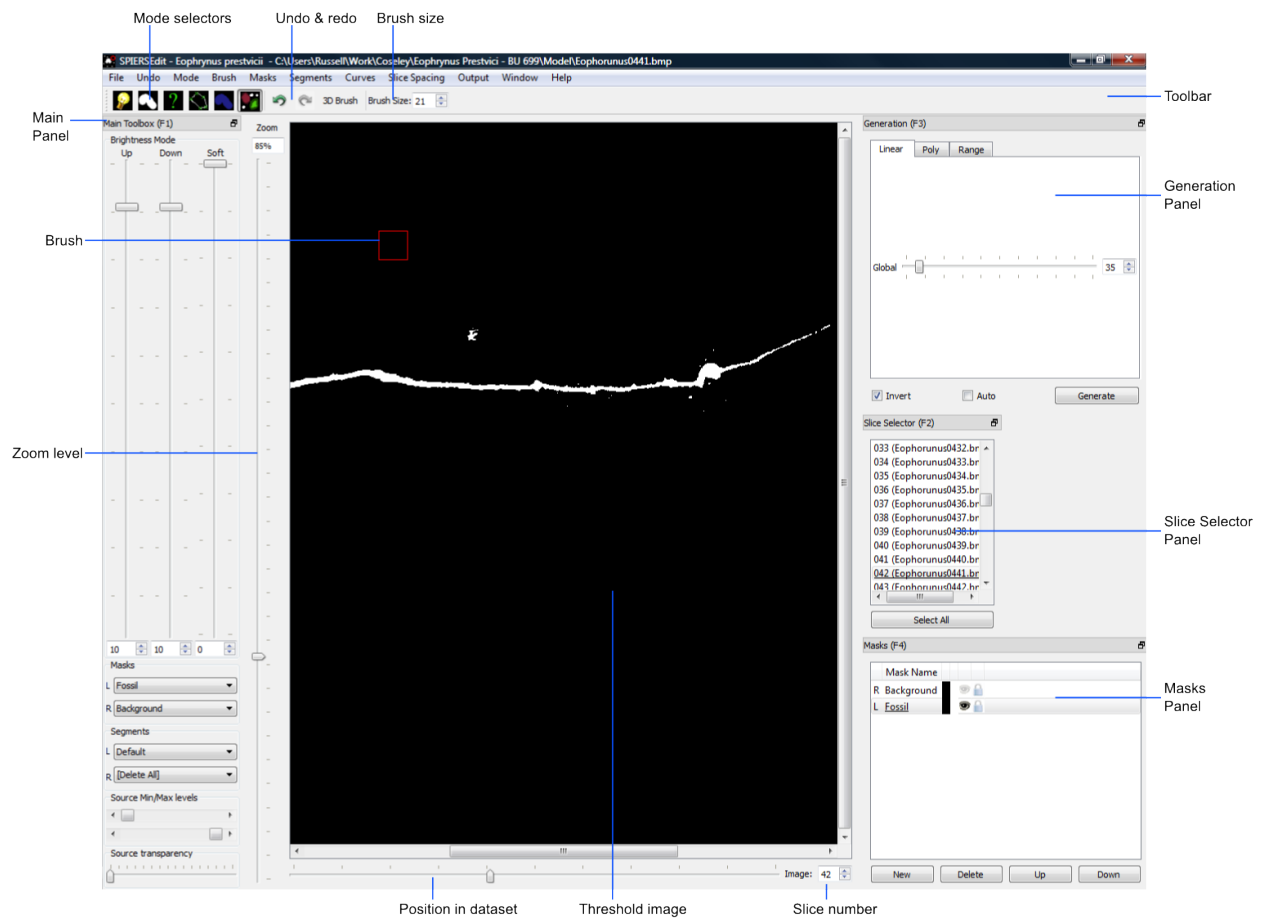 Mode selectors
Undo & redo
Brush size
SPIERSEdit - Eophrynus prestvicii - C:\Users\Russell\Work\Coseley\Eophrynus Prestvici - BU 699\Model\Eophorunus0441.bmp
File Undo Mode Brush Masks Segments Curves Slice Spacing Output Window Help
3D Brush Brush Size: 21
Toolbar
Main
Panel
Main Toolbox (F1)
Zoom
85%
Generation (F3)
Brightness Mode
Up Down Soft
Linear Poly Range
Generation
Panel
Brush
Global 35
Invert Auto Generate
Slice Selector (F2)
033 (Eophorunus0432.br
034 (Eophorunus0433.br
035 (Eophorunus0434.br
036 (Eophorunus0435.br
037 (Eophorunus0436.br
038 (Eophorunus0437.br
039 (Eophorunus0438.br
040 (Eophorunus0439.br
041 (Eophorunus0440.br
042 (Eophorunus0441.br
043 (Eophorunus0442.br
Select All
Slice Selector
Panel
Zoom level
10 10 0
Masks
L Fossil
R Background
Segments
L Default
R [Delete All]
Source Min/Max levels
Source transparency
Masks (F4)
Mask Name
R Background
L Fossil
Masks
Panel
Image: 42
New Delete Up Down
Position in dataset
Threshold image
Slice number